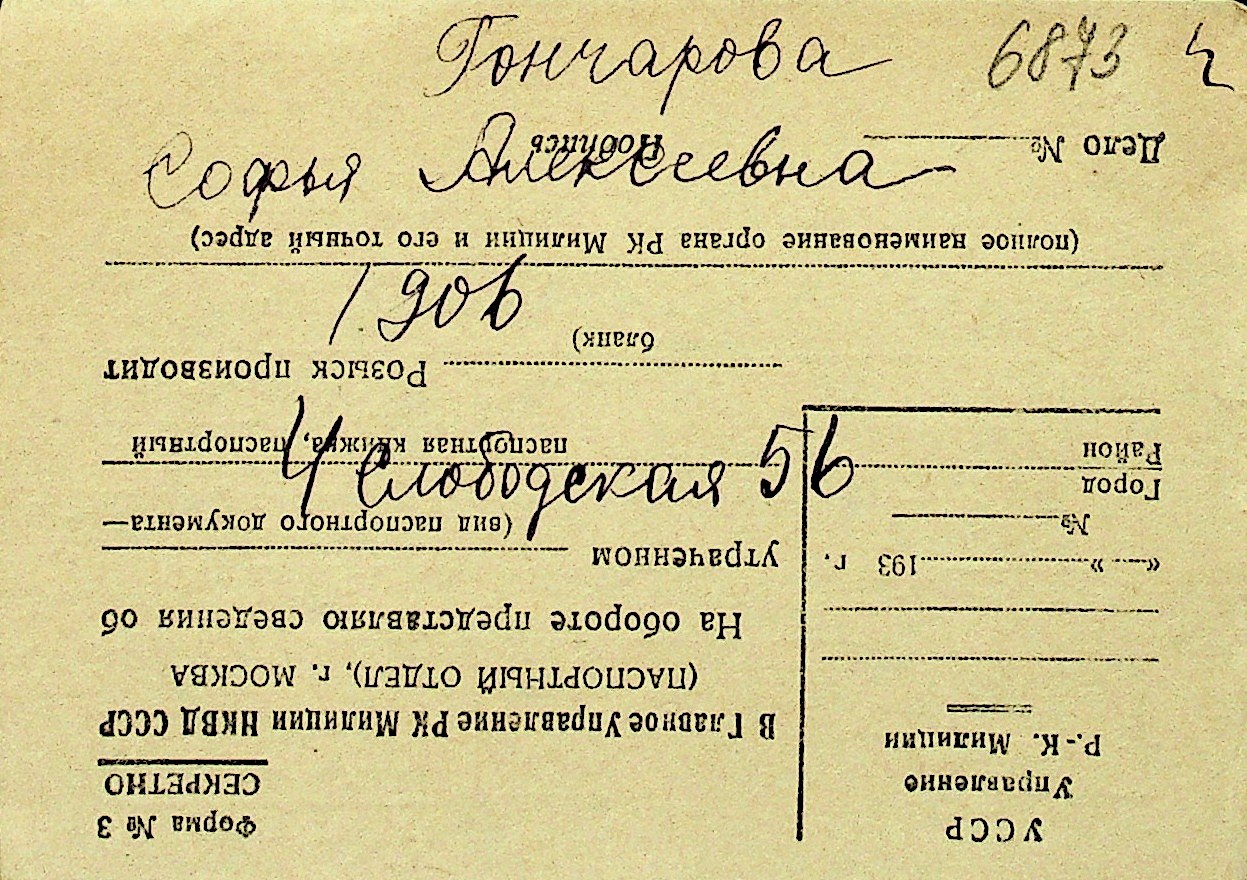 Гончарова 6873
Софья Алексеевна
1906
4 Слободская 56
УССР
Управление
Р.-К. Милиции
«---» 193 г.
№
Город
Район
Форма № 3
СЕКРЕТНО
В Главное Управление РК Милиции НКВД СССР
(ПАСПОРТНЫЙ ОТДЕЛ), г. МОСКВА
На обороте представляю сведения об
утраченном
(вид паспортного документа—
паспортная книжка, паспортный
бланк)
Розыск производит
(полное наименование органа РК Милиции и его точный адрес)
Дело № Подпись